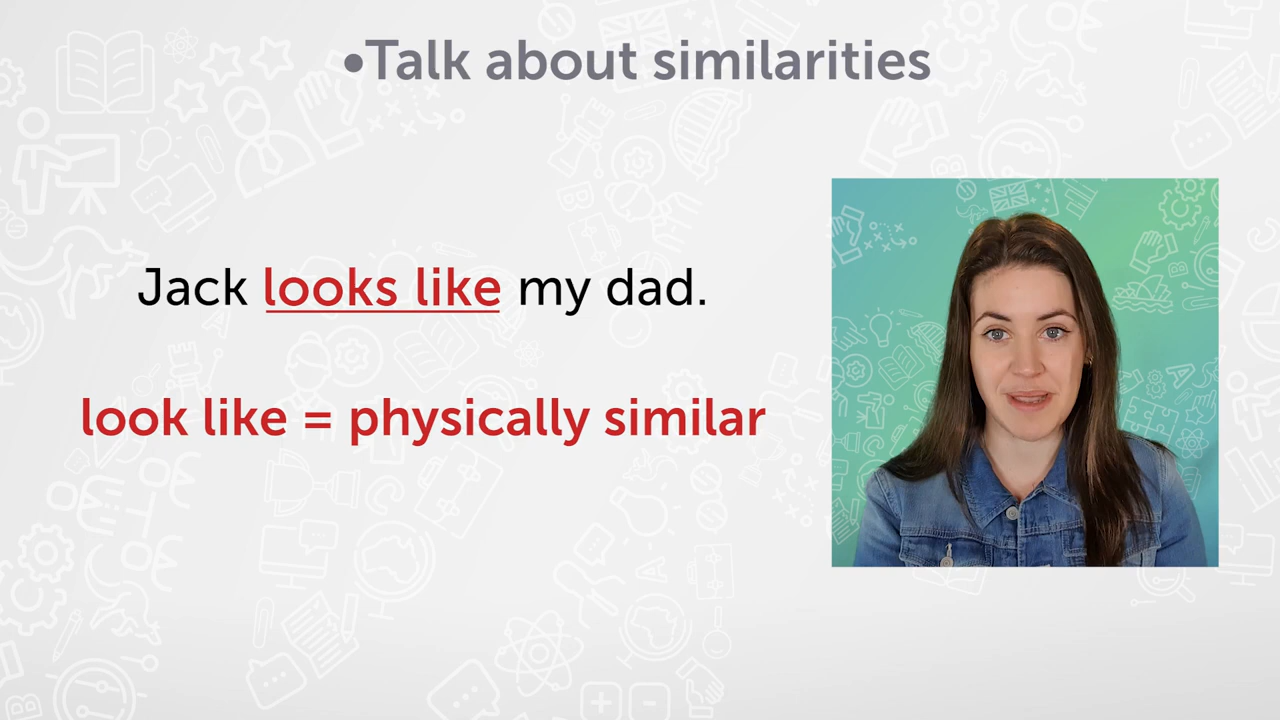 •Talk about similarities
Jack looks like my dad.
look like = physically similar